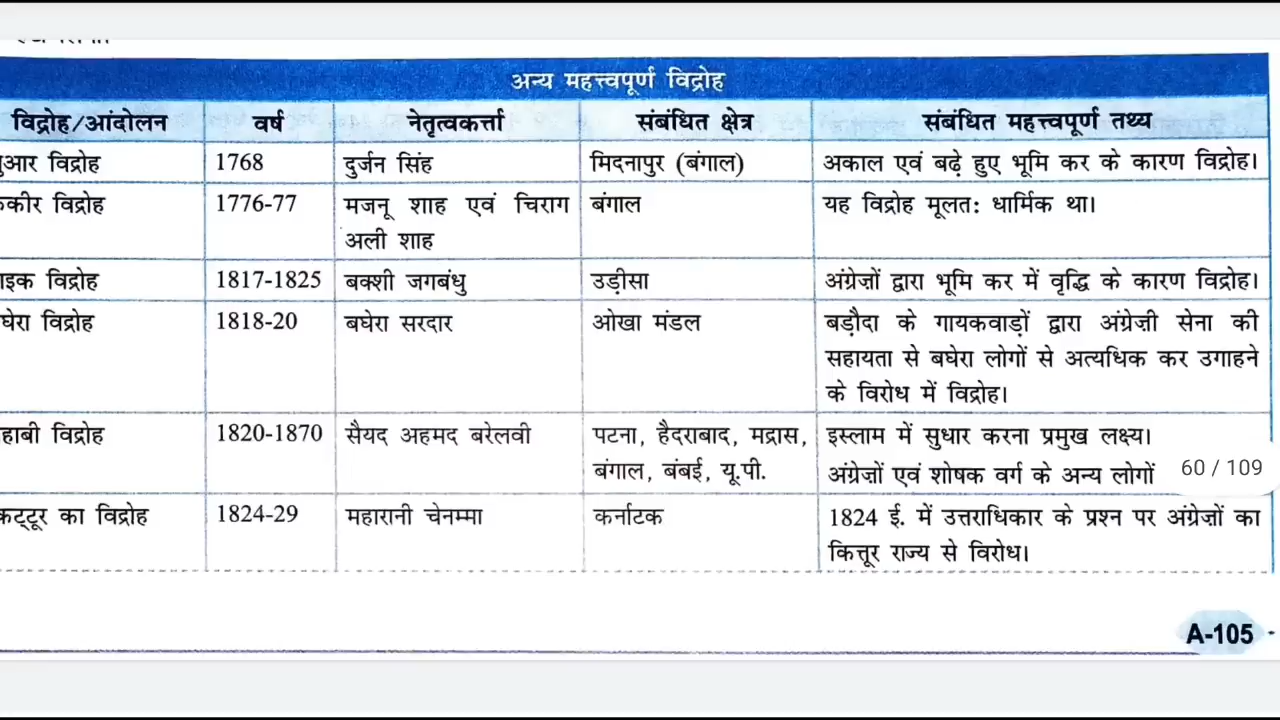 अन्य महत्त्वपूर्ण विद्रोह
विद्रोह/आंदोलन वर्ष नेतृत्वकर्त्ता संबंधित क्षेत्र संबंधित महत्त्वपूर्ण तथ्य
ुआर विद्रोह 1768 दुर्जन सिंह मिदनापुर (बंगाल) अकाल एवं बढ़े हुए भूमि कर के कारण विद्रोह।
कीर विद्रोह 1776-77 मजनू शाह एवं चिराग बंगाल यह विद्रोह मूलतः धार्मिक था।
अली शाह
ाइक विद्रोह 1817-1825 बक्शी जगबंधु उड़ीसा अंग्रेजों द्वारा भूमि कर में वृद्धि के कारण विद्रोह।
घेरा विद्रोह 1818-20 बघेरा सरदार ओखा मंडल बड़ौदा के गायकवाड़ों द्वारा अंग्रेज़ी सेना की
सहायता से बघेरा लोगों से अत्यधिक कर उगाहने
के विरोध में विद्रोह।
हाबी विद्रोह 1820-1870 सैयद अहमद बरेलवी पटना, हैदराबाद, मद्रास, इस्लाम में सुधार करना प्रमुख लक्ष्य।
बंगाल, बंबई, यू.पी. अंग्रेज़ों एवं शोषक वर्ग के अन्य लोगों 60 / 109
कट्टूर का विद्रोह 1824-29 महारानी चेनम्मा कर्नाटक 1824 ई. में उत्तराधिकार के प्रश्न पर अंग्रेज़ों का
कित्तूर राज्य से विरोध।
A-105